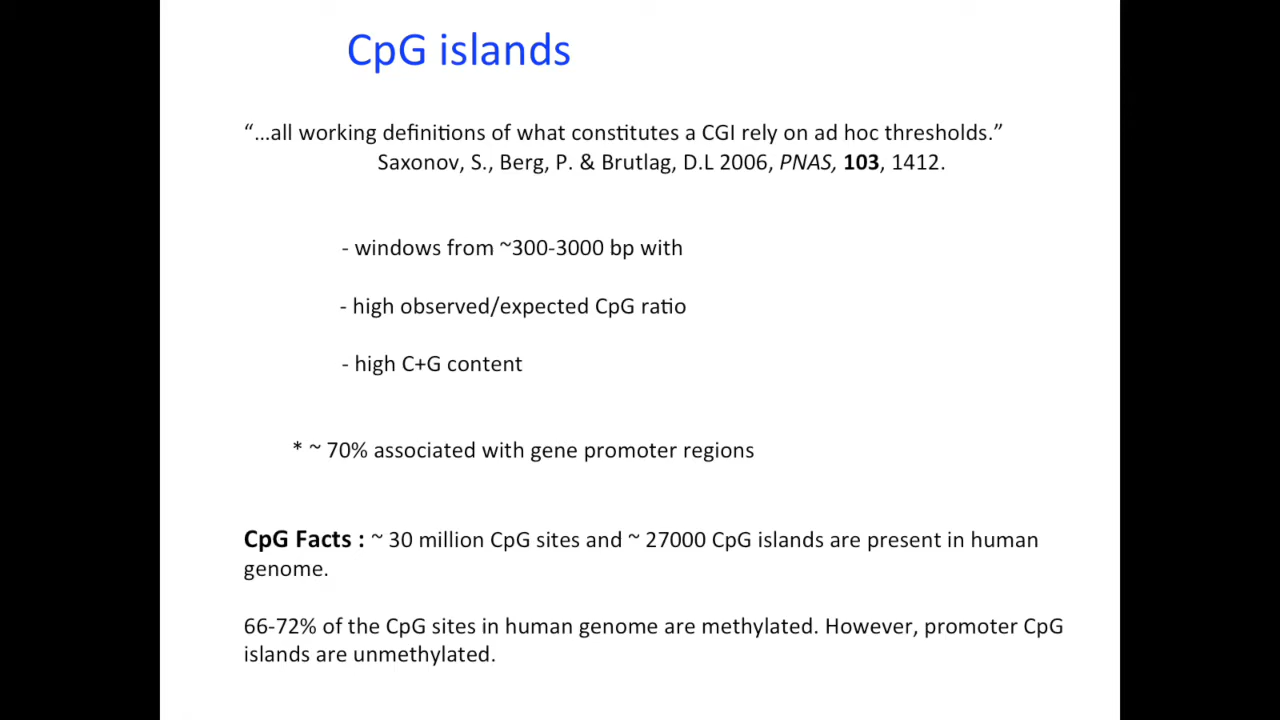 CpG islands
“...all working definitions of what constitutes a CGI rely on ad hoc thresholds.”
Saxonov, S., Berg, P. & Brutlag, D.L 2006, PNAS, 103, 1412.
- windows from ~300-3000 bp with
- high observed/expected CpG ratio
- high C+G content
* ~ 70% associated with gene promoter regions
CpG Facts : ~ 30 million CpG sites and ~ 27000 CpG islands are present in human
genome.
66-72% of the CpG sites in human genome are methylated. However, promoter CpG
islands are unmethylated.